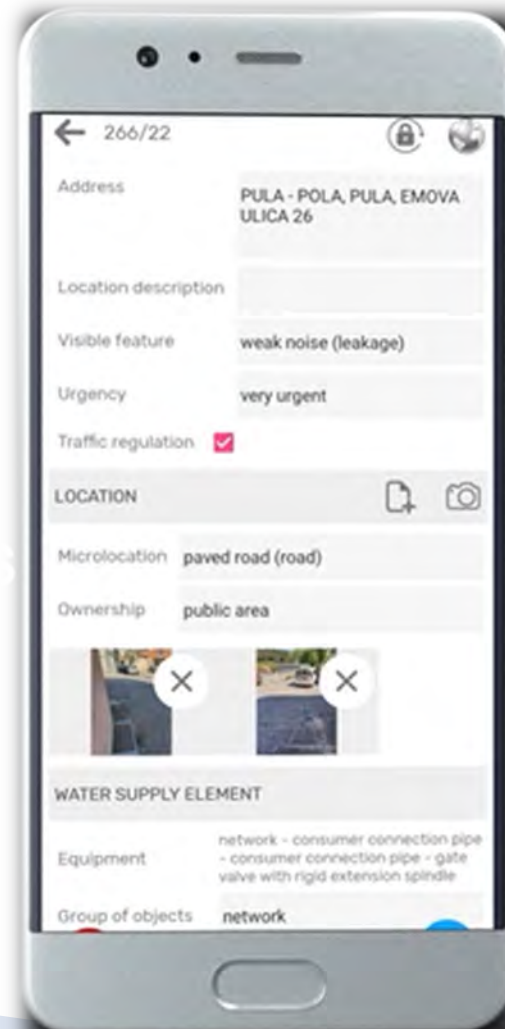 266/22
Address
PULA - POLA, PULA, EMOVA
ULICA 26
Location description
Visible feature
weak noise (leakage)
Urgency
very urgent
Traffic regulation
LOCATION
Microlocation
paved road (road)
Ownership
public area
WATER SUPPLY ELEMENT
Equipment
network - consumer connection pipe
- consumer connection pipe - gate
valve with rigid extension spindle
Group of objects
network